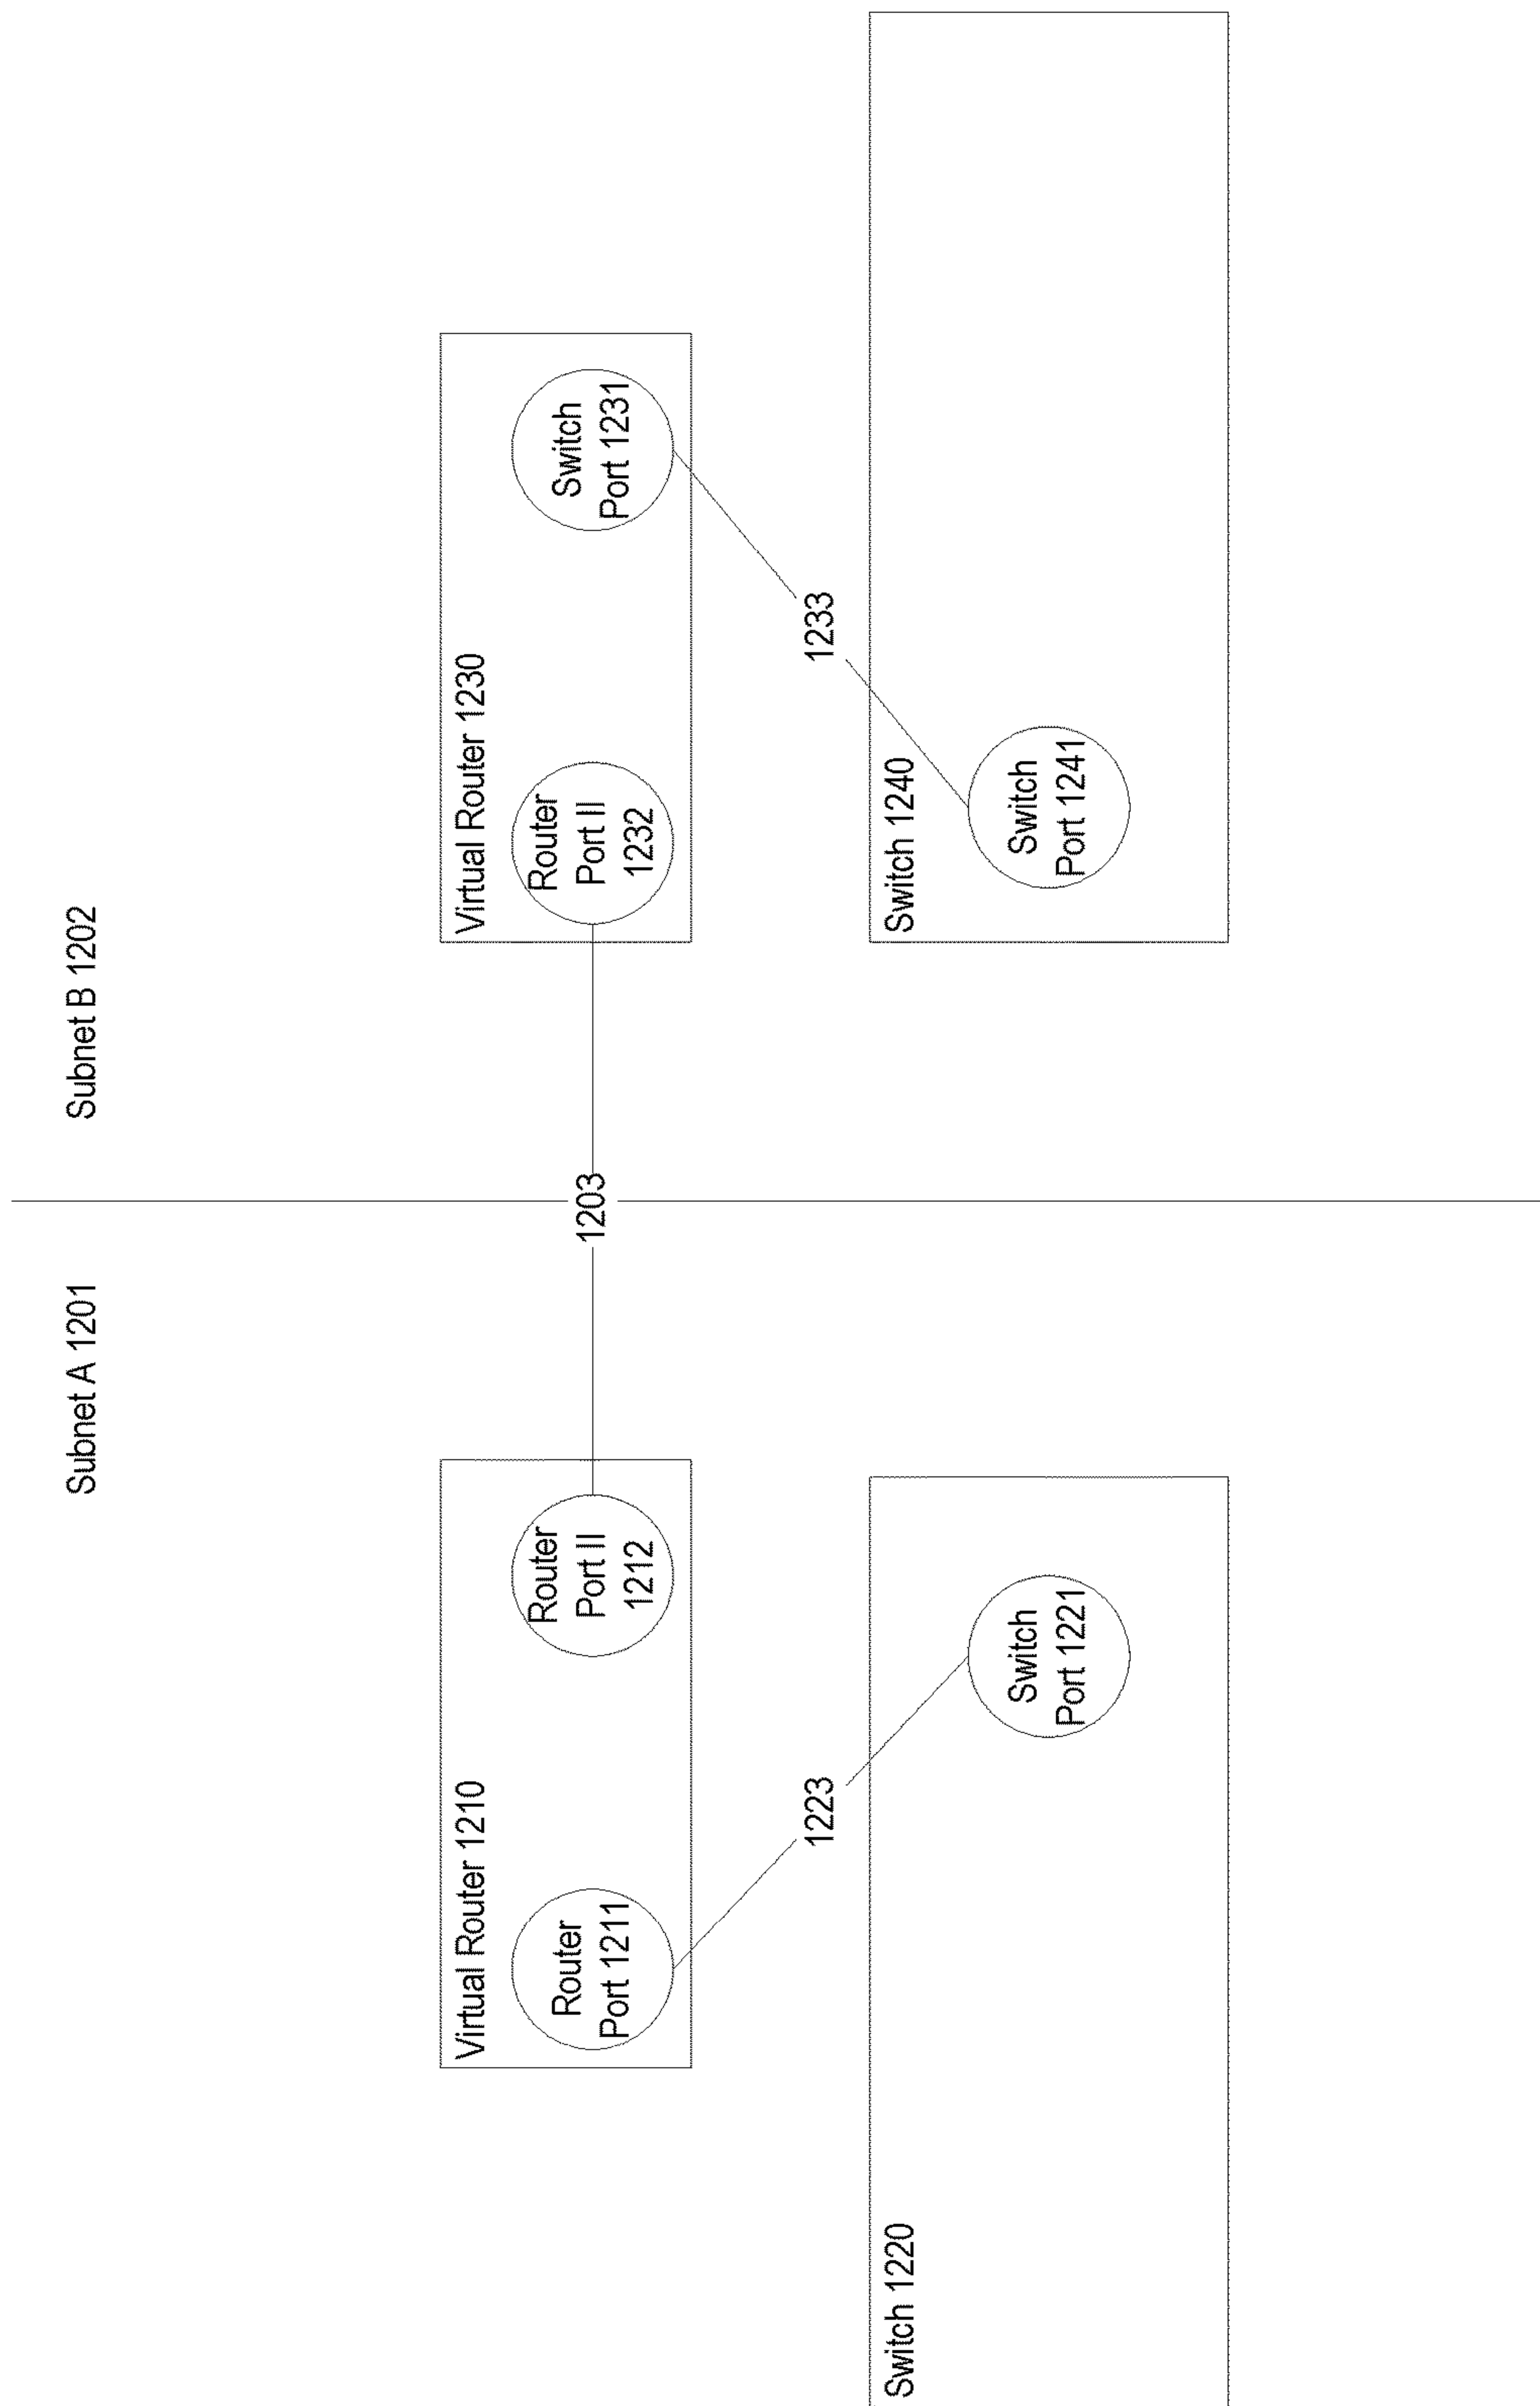 Subnet A 1201
Subnet B 1202
Virtual Router 1210
Router
Port 1211
Router
Port II
1212
1203
Virtual Router 1230
Router
Port II
1232
Switch
Port 1231
1223
1233
Switch 1220
Switch
Port 1221
Switch 1240
Switch
Port 1241